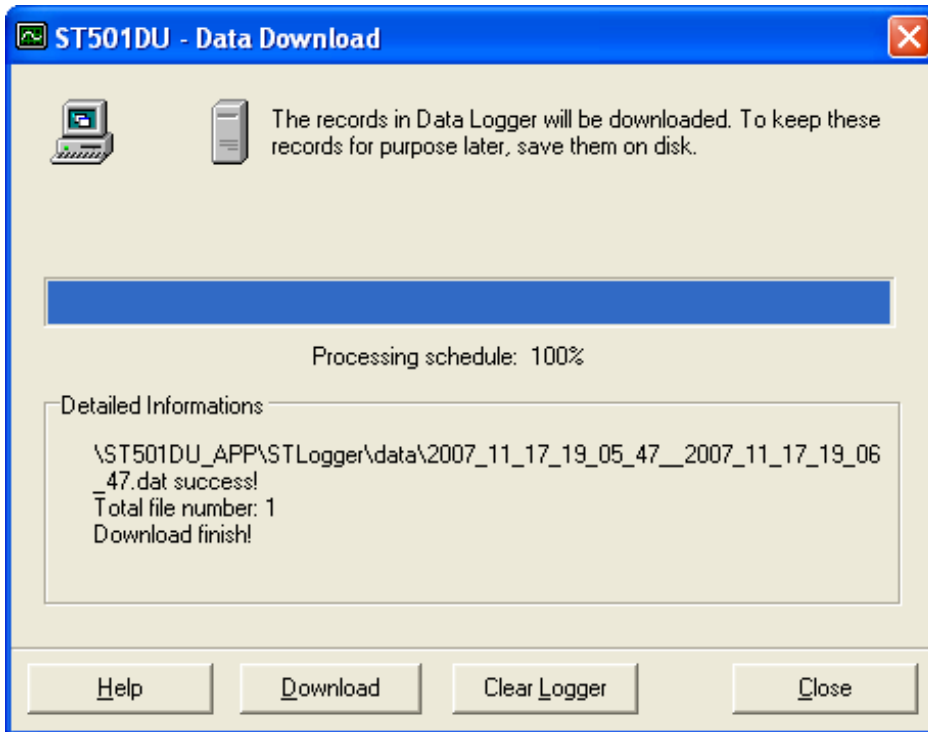 ST501DU - Data Download
The records in Data Logger will be downloaded. To keep these
records for purpose later, save them on disk.
Processing schedule: 100%
Detailed Informations
\ST501DU_APP\STLogger\data\2007_11_17_19_05_47__2007_11_17_19_06
_47.dat success!
Total file number: 1
Download finish!
Help Download Clear Logger Close